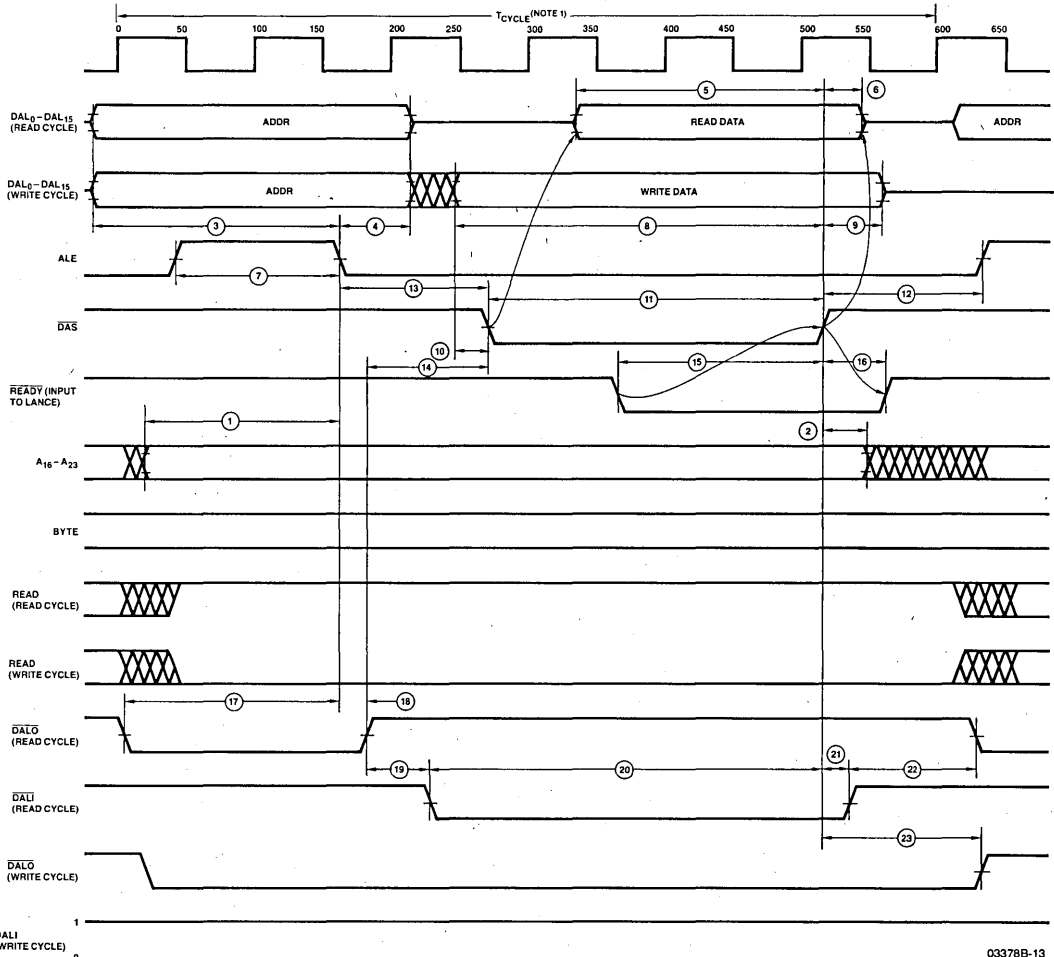 T CYCLE (NOTE 1)
0 50 100 150 200 250 300 350 400 450 500 550 600 650
5 6
DAL0–DAL15
(READ CYCLE)
ADDR READ DATA ADDR
DAL0–DAL15
(WRITE CYCLE)
ADDR WRITE DATA
3 4 8 9
ALE
7 13 11 12
DAS
10
14 15 16
READY (INPUT
TO LANCE)
1 2
A16–A23
BYTE
READ
(READ CYCLE)
READ
(WRITE CYCLE)
17 18
DALO
(READ CYCLE)
19 20 21 22
DALI
(READ CYCLE)
23
DALO
(WRITE CYCLE)
1
DALI
(WRITE CYCLE)
0
03378B-13